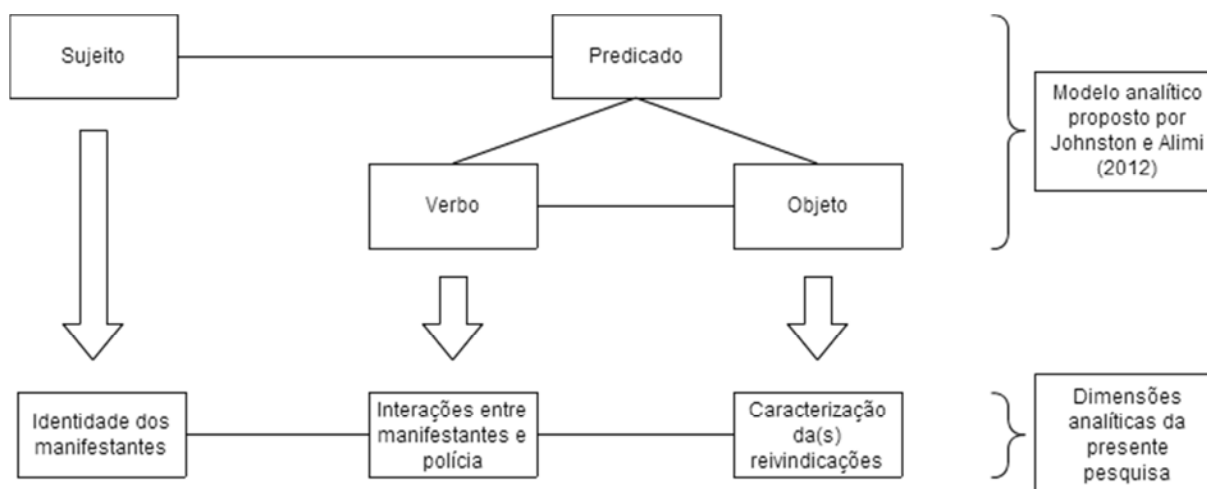 Sujeito
Predicado
Modelo analítico
proposto por
Johnston e Alimi
(2012)
Verbo
Objeto
Identidade dos
manifestantes
Interações entre
manifestantes e
polícia
Caracterização
da(s)
reivindicações
Dimensões
analíticas da
presente
pesquisa